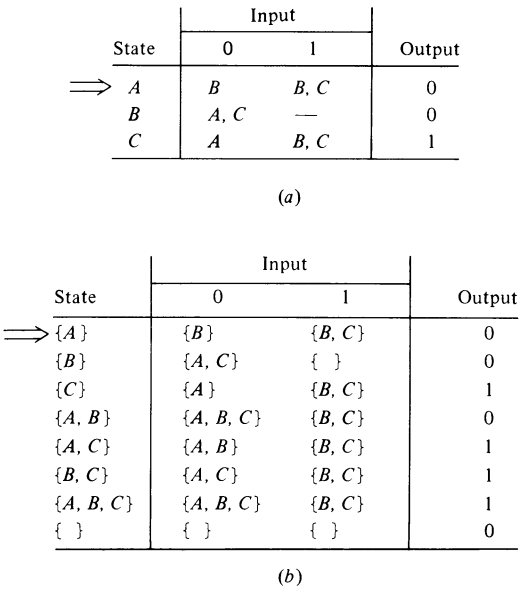 Input
State 0 1 Output
A B B, C 0
B A, C — 0
C A B, C 1
(a)
Input
State 0 1 Output
{A} {B} {B, C} 0
{B} {A, C} { } 0
{C} {A} {B, C} 1
{A, B} {A, B, C} {B, C} 0
{A, C} {A, B} {B, C} 1
{B, C} {A, C} {B, C} 1
{A, B, C} {A, B, C} {B, C} 1
{ } { } { } 0
(b)